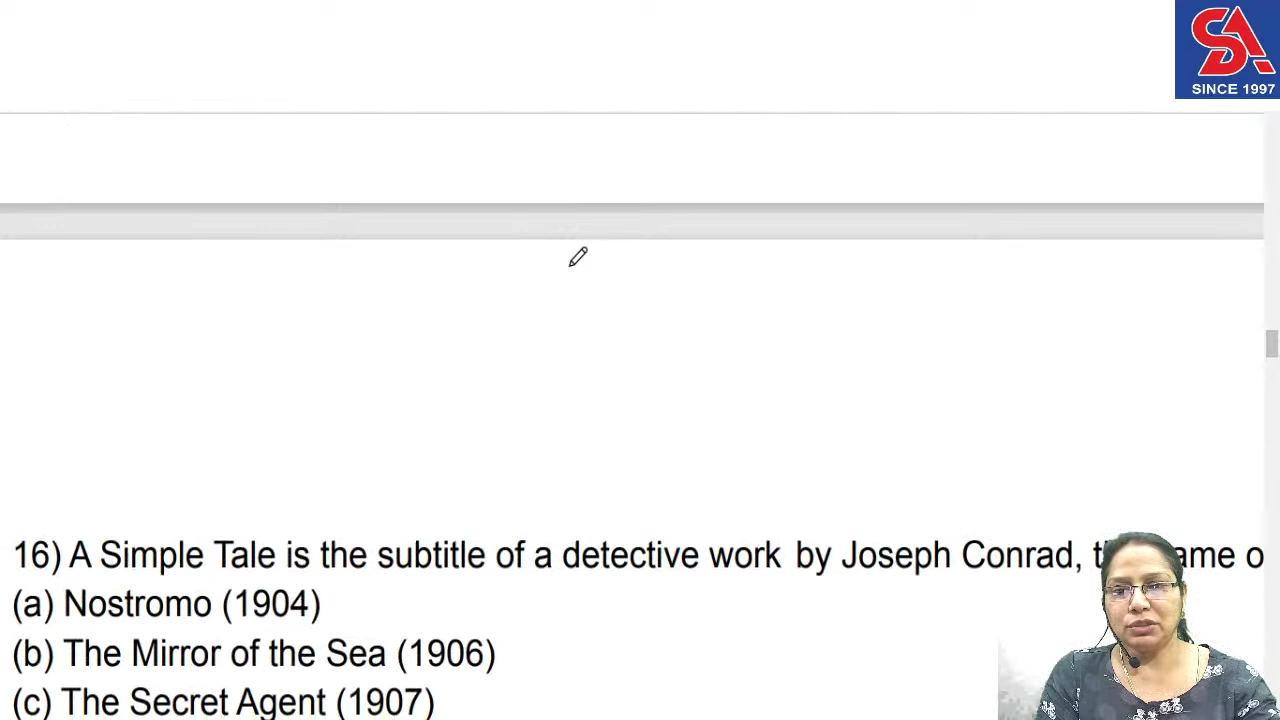 SDA
SINCE 1997
16) A Simple Tale is the subtitle of a detective work by Joseph Conrad,
(a) Nostromo (1904)
(b) The Mirror of the Sea (1906)
(c) The Secret Agent (1907)